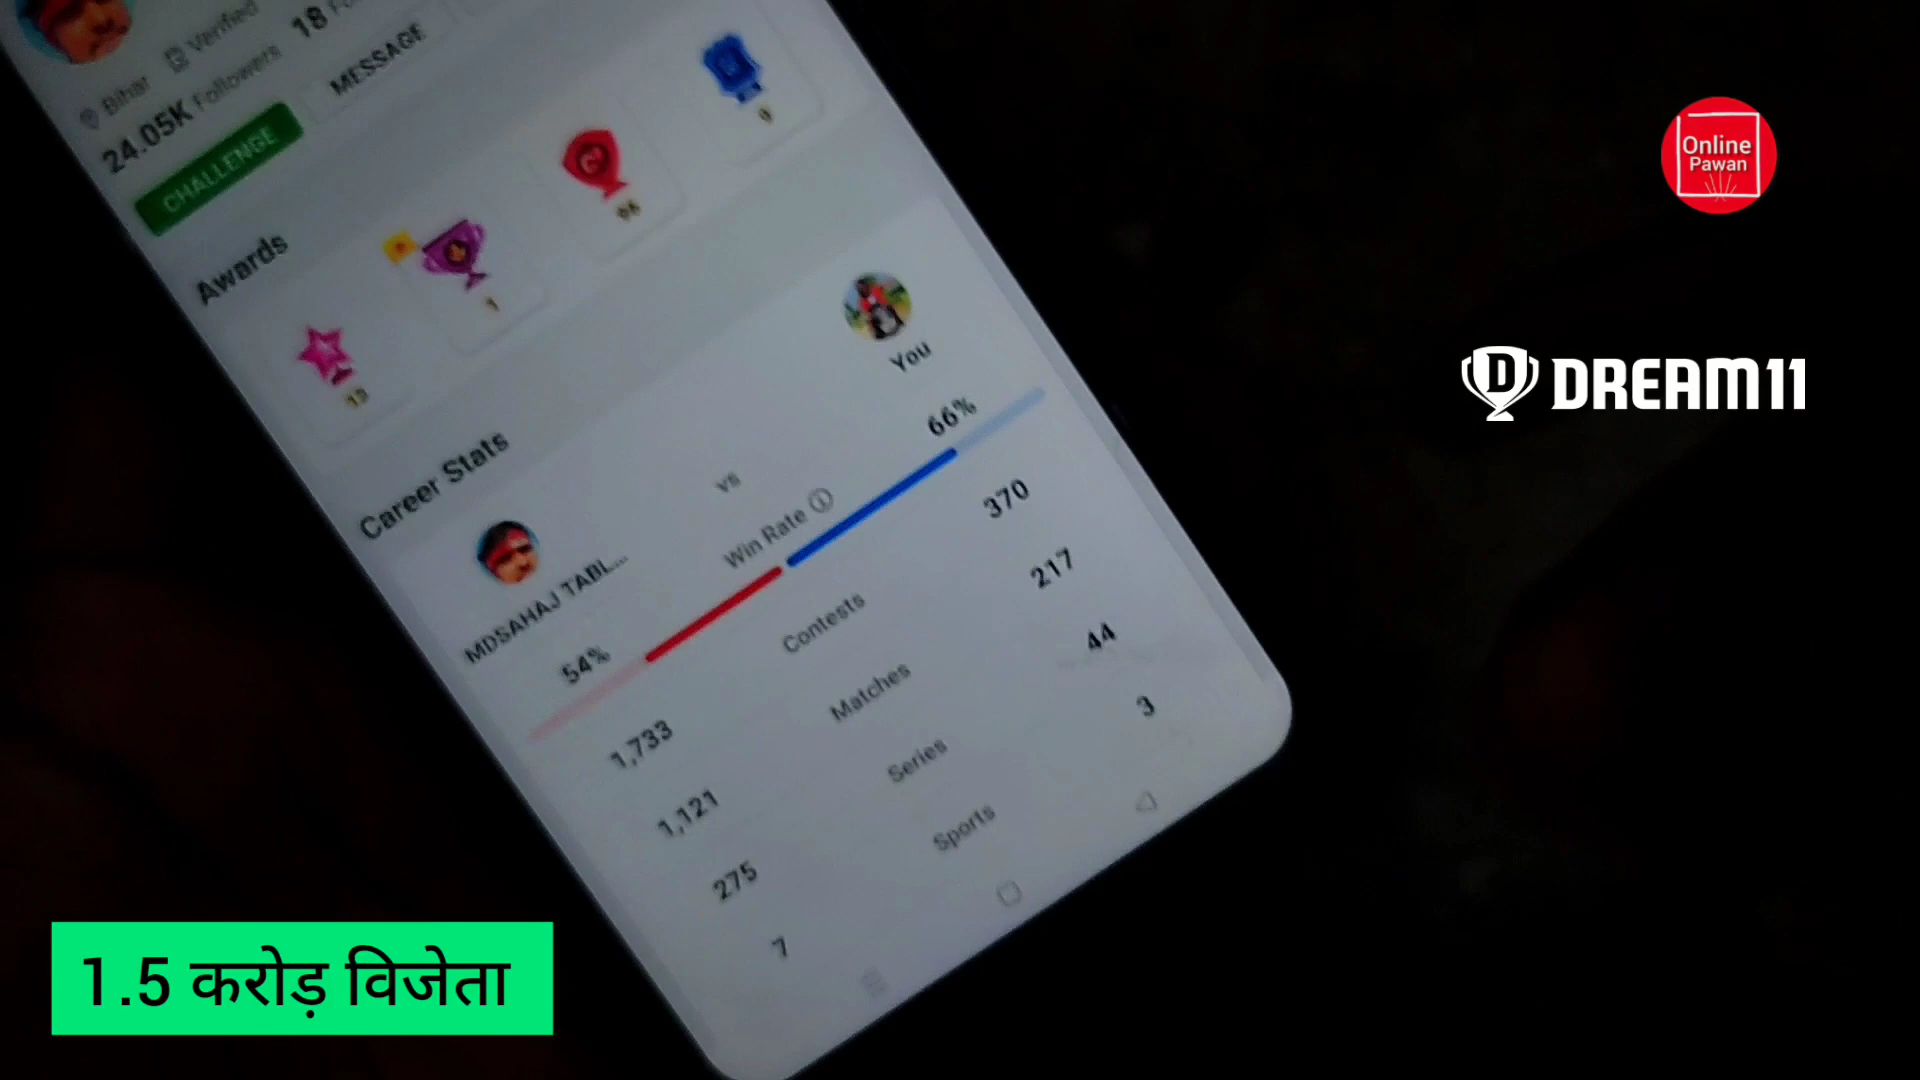 Bihar Verified
24.05K Followers 18
CHALLENGE MESSAGE
Awards
13 1 66 9
Career Stats
MDSAHAJ TABL... vs You
54% Win Rate 66%
1,733 Contests 370
1,121 Matches 217
275 Series 44
7 Sports 3
Online
Pawan
DREAM11
1.5 करोड़ विजेता